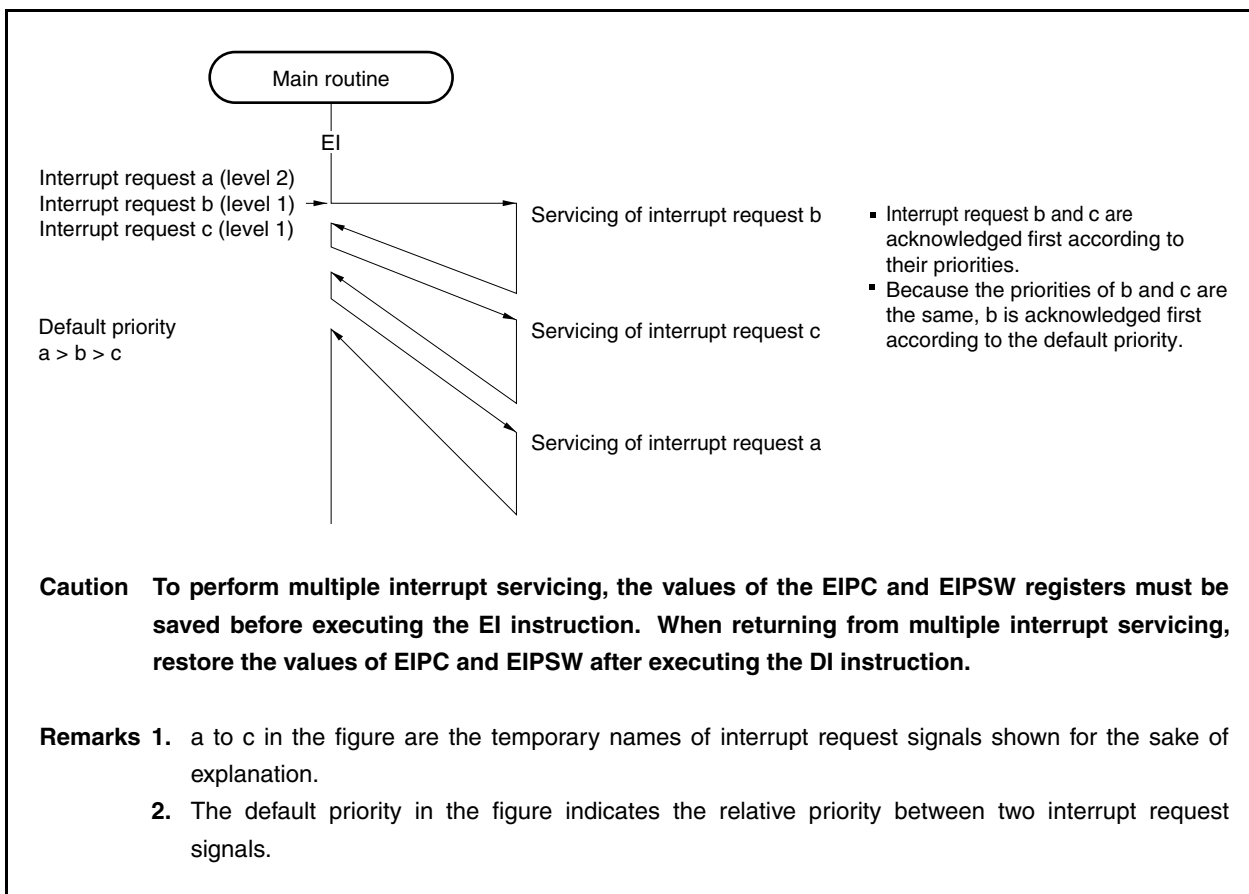 Main routine
EI
Interrupt request a (level 2)
Interrupt request b (level 1)
Interrupt request c (level 1)
Servicing of interrupt request b
▪ Interrupt request b and c are
acknowledged first according to
their priorities.
▪ Because the priorities of b and c are
the same, b is acknowledged first
according to the default priority.
Default priority
a > b > c
Servicing of interrupt request c
Servicing of interrupt request a
Caution To perform multiple interrupt servicing, the values of the EIPC and EIPSW registers must be
saved before executing the EI instruction. When returning from multiple interrupt servicing,
restore the values of EIPC and EIPSW after executing the DI instruction.
Remarks 1. a to c in the figure are the temporary names of interrupt request signals shown for the sake of
explanation.
2. The default priority in the figure indicates the relative priority between two interrupt request
signals.